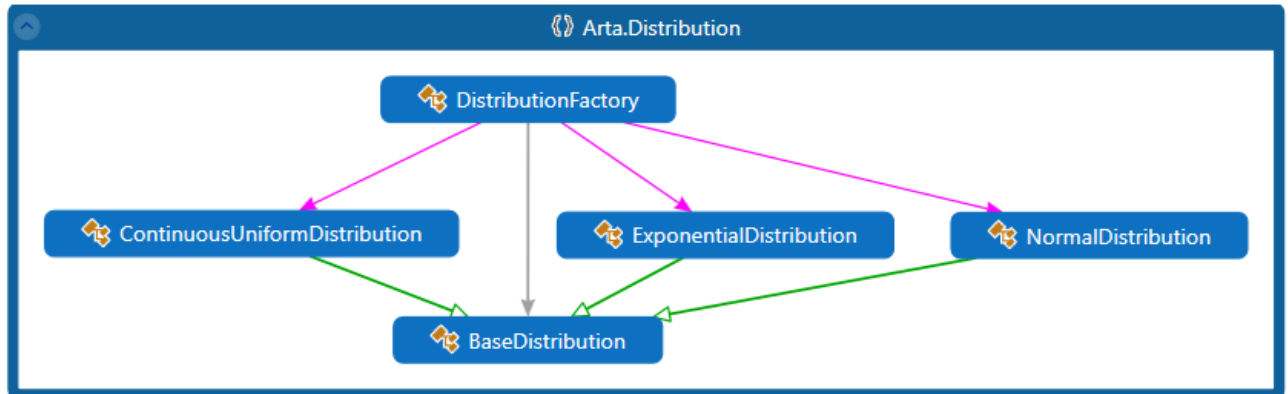 Arta.Distribution
DistributionFactory
ContinuousUniformDistribution
ExponentialDistribution
NormalDistribution
BaseDistribution